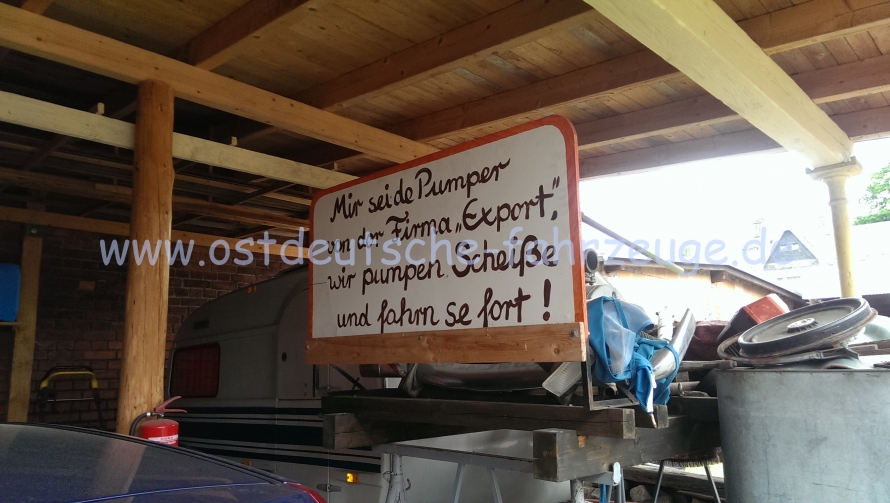 Mir sei de Pumper
von der Firma „Export“,
wir pumpen Scheiße
und fahrn se fort !
www.ostdeutsche-fahrzeuge.de